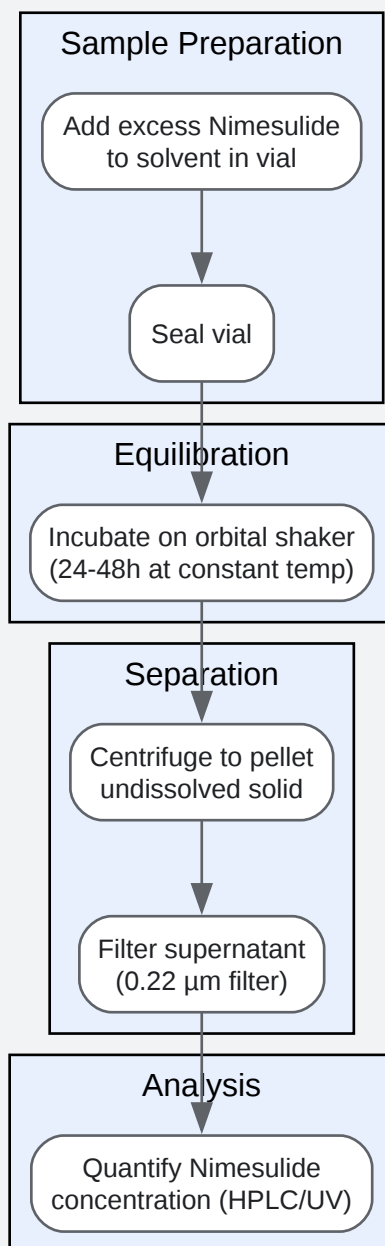 Sample Preparation
Add excess Nimesulide
to solvent in vial
Seal vial
Equilibration
Incubate on orbital shaker
(24-48h at constant temp)
Separation
Centrifuge to pellet
undissolved solid
Filter supernatant
(0.22 µm filter)
Analysis
Quantify Nimesulide
concentration (HPLC/UV)